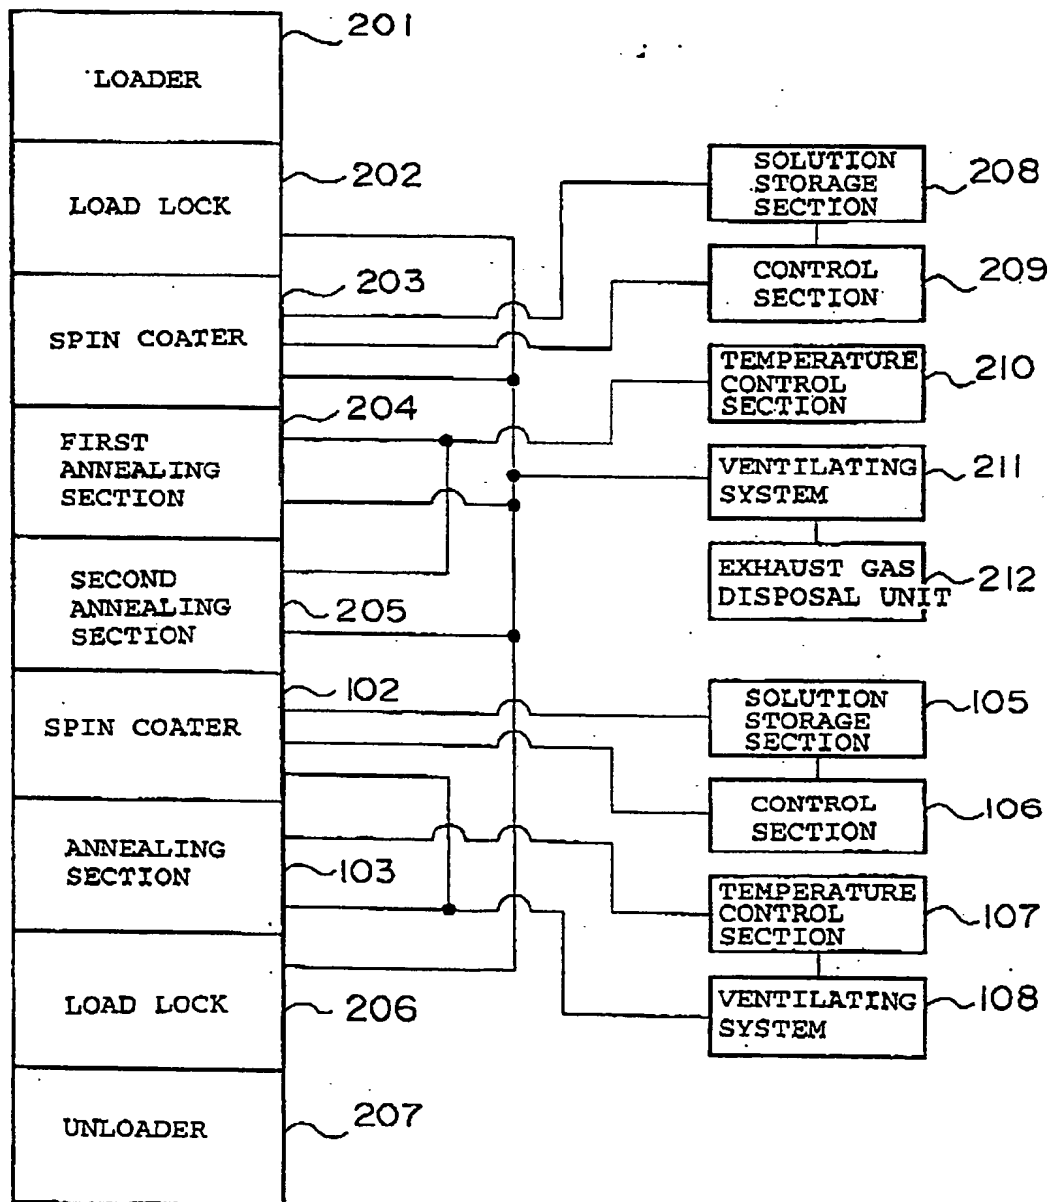 201
LOADER
202
LOAD LOCK
203
SPIN COATER
204
FIRST
ANNEALING
SECTION
SECOND
ANNEALING
205
SECTION
102
SPIN COATER
ANNEALING
SECTION
103
LOAD LOCK
206
UNLOADER
207
SOLUTION
STORAGE
SECTION
208
CONTROL
SECTION
209
TEMPERATURE
CONTROL
SECTION
210
VENTILATING
SYSTEM
211
EXHAUST GAS
DISPOSAL UNIT
212
SOLUTION
STORAGE
SECTION
105
CONTROL
SECTION
106
TEMPERATURE
CONTROL
SECTION
107
VENTILATING
SYSTEM
108